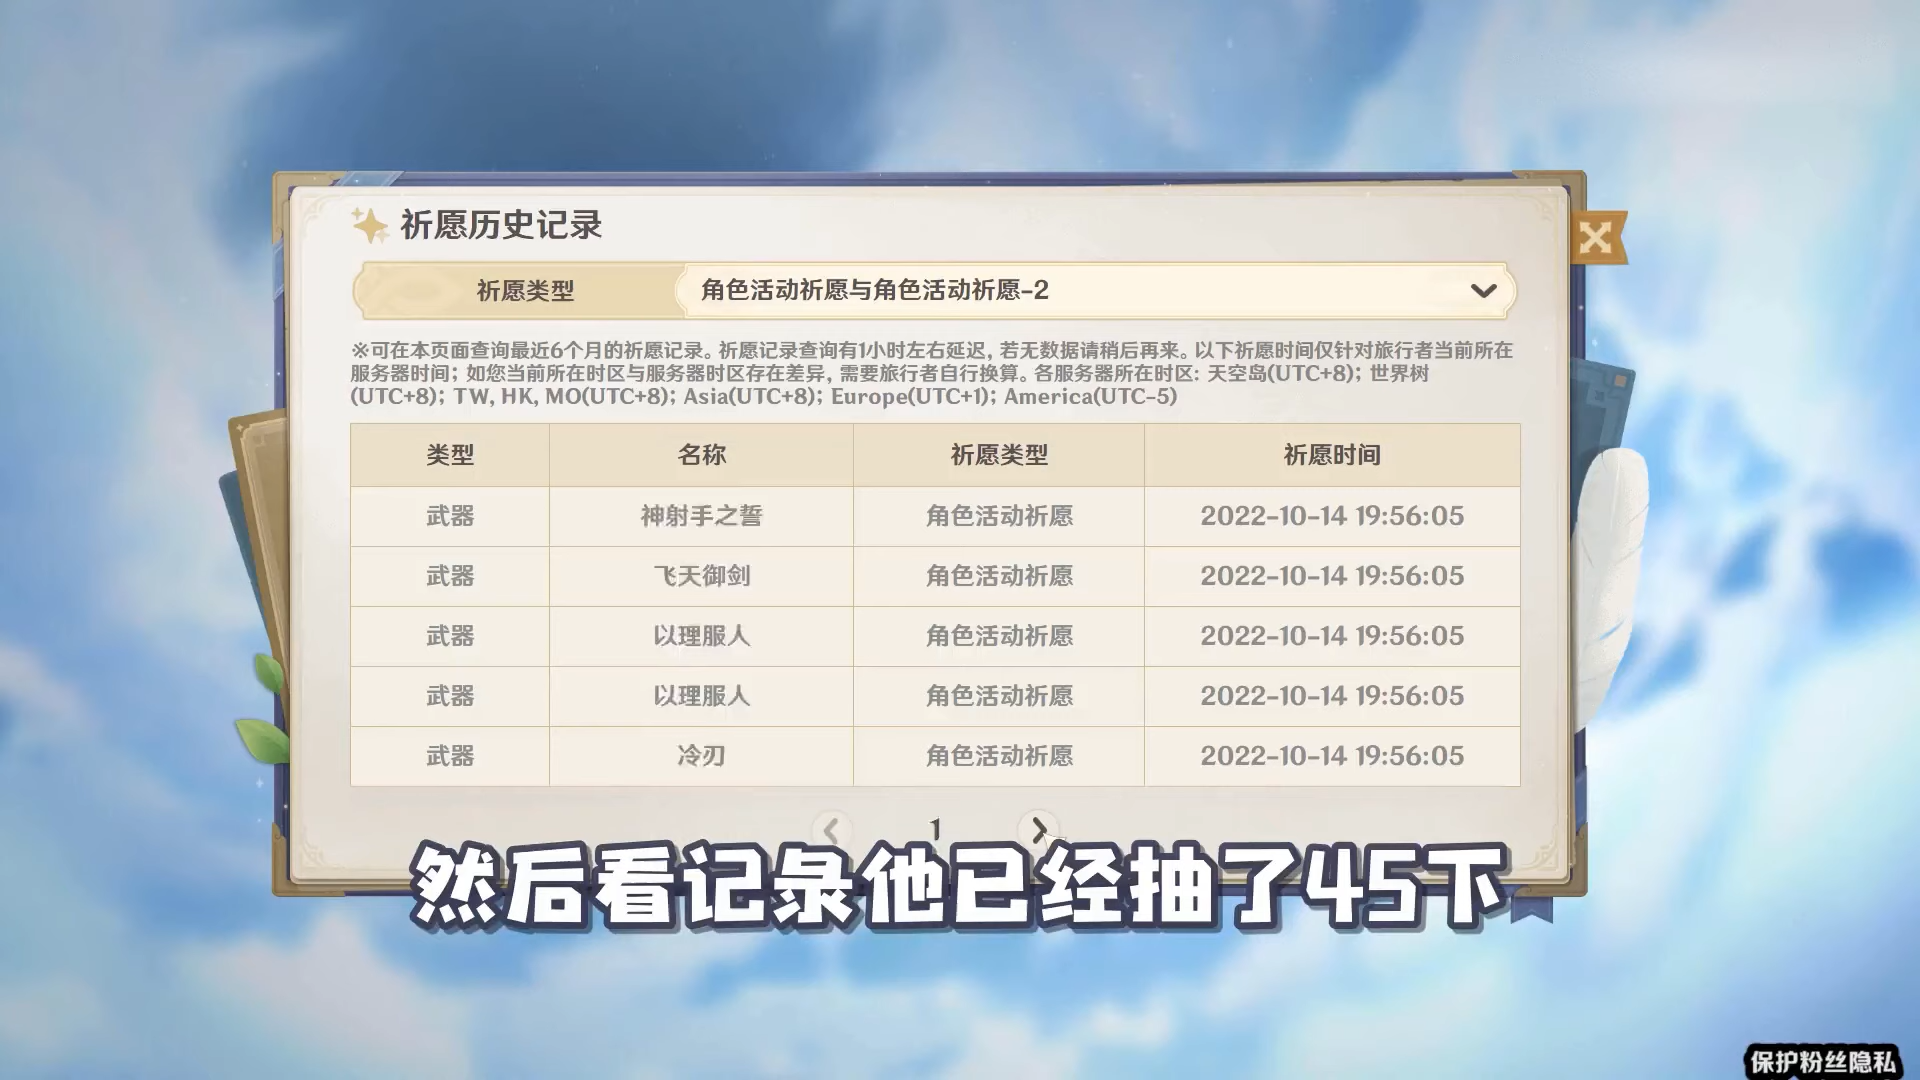 祈愿历史记录
祈愿类型 角色活动祈愿与角色活动祈愿-2
※可在本页面查询最近6个月的祈愿记录。祈愿记录查询有1小时左右延迟, 若无数据请稍后再来。以下祈愿时间仅针对旅行者当前所在
服务器时间; 如您当前所在时区与服务器时区存在差异, 需要旅行者自行换算。各服务器所在时区: 天空岛(UTC+8); 世界树
(UTC+8); TW, HK, MO(UTC+8); Asia(UTC+8); Europe(UTC+1); America(UTC-5)
类型 名称 祈愿类型 祈愿时间
武器 神射手之誓 角色活动祈愿 2022-10-14 19:56:05
武器 飞天御剑 角色活动祈愿 2022-10-14 19:56:05
武器 以理服人 角色活动祈愿 2022-10-14 19:56:05
武器 以理服人 角色活动祈愿 2022-10-14 19:56:05
武器 冷刃 角色活动祈愿 2022-10-14 19:56:05
1
然后看记录他已经抽了45下
保护粉丝隐私